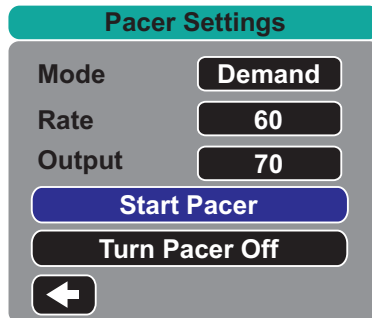 Pacer Settings
Mode Demand
Rate 60
Output 70
Start Pacer
Turn Pacer Off